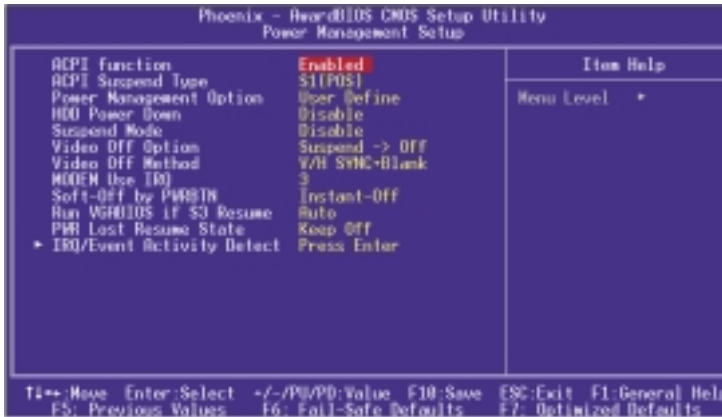 Phoenix - AwardBIOS CMOS Setup Utility
Power Management Setup
ACPI function Enabled
ACPI Suspend Type S1(POS)
Power Management Option User Define
HDD Power Down Disable
Suspend Mode Disable
Video Off Option Suspend -> Off
Video Off Method V/H SYNC+Blank
MODEM Use IRQ 3
Soft-Off by PWRBTN Instant-Off
Run VGABIOS if S3 Resume Auto
PWR Lost Resume State Keep Off
► IRQ/Event Activity Detect Press Enter
Item Help
Menu Level ►
↑↓↔:Move Enter:Select +/-/PU/PD:Value F10:Save ESC:Exit F1:General Hel
F5: Previous Values F6: Fail-Safe Defaults F7: Optimized Defaults